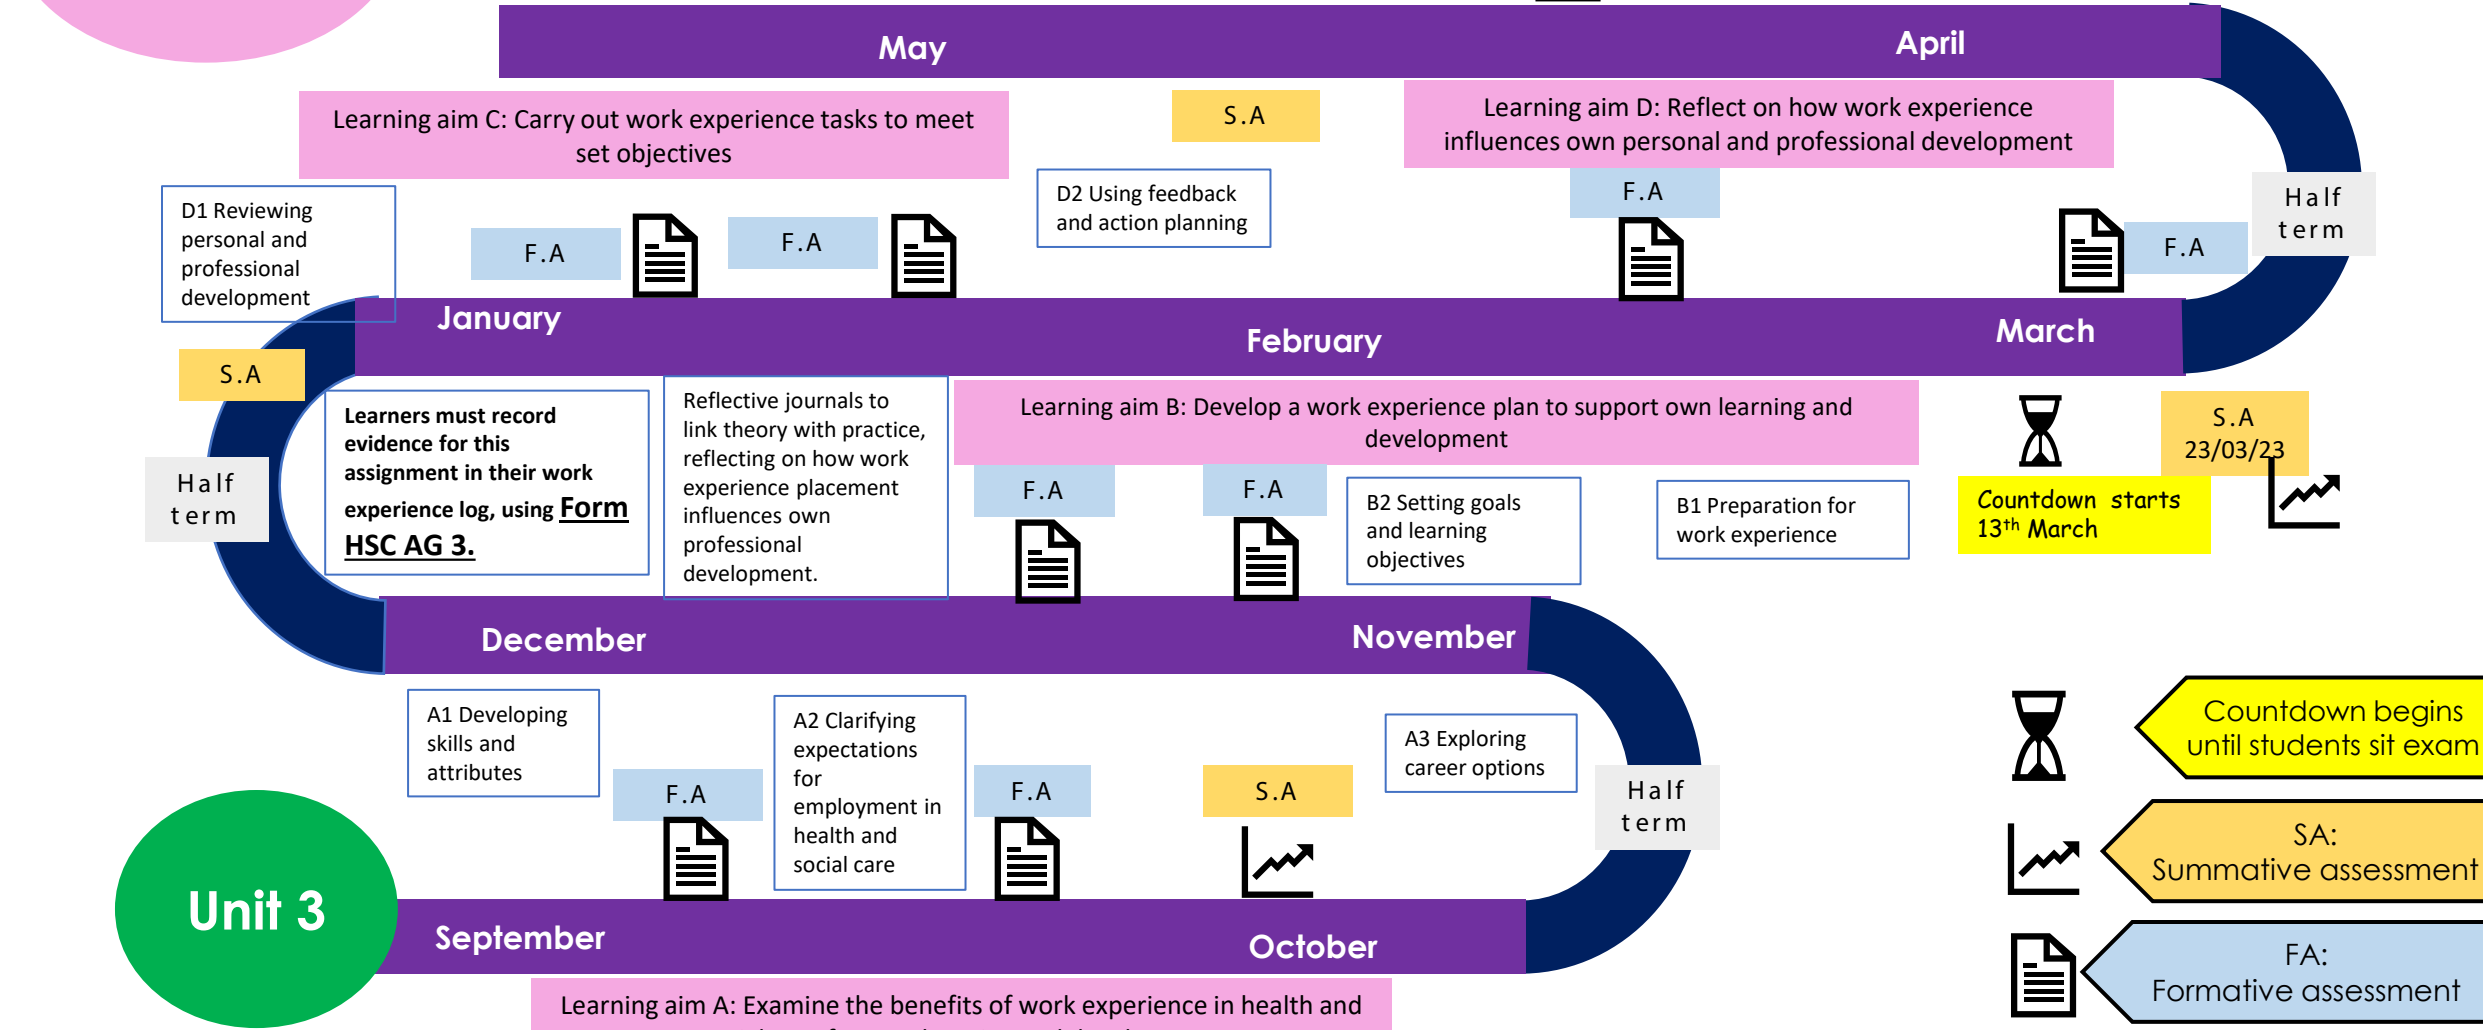 May
April
Learning aim C: Carry out work experience tasks to meet
set objectives
S.A
Learning aim D: Reflect on how work experience
influences own personal and professional development
D1 Reviewing
personal and
professional
development
F.A
F.A
D2 Using feedback
and action planning
F.A
F.A
Half
term
January
February
March
S.A
Half
term
Learners must record
evidence for this
assignment in their work
experience log, using Form
HSC AG 3.
Reflective journals to
link theory with practice,
reflecting on how work
experience placement
influences own
professional
development.
Learning aim B: Develop a work experience plan to support own learning and
development
F.A
F.A
B2 Setting goals
and learning
objectives
B1 Preparation for
work experience
Countdown starts
13th March
S.A
23/03/23
December
November
A1 Developing
skills and
attributes
F.A
A2 Clarifying
expectations
for
employment in
health and
social care
F.A
S.A
A3 Exploring
career options
Half
term
Countdown begins
until students sit exam
SA:
Summative assessment
FA:
Formative assessment
Unit 3
September
October
Learning aim A: Examine the benefits of work experience in health and